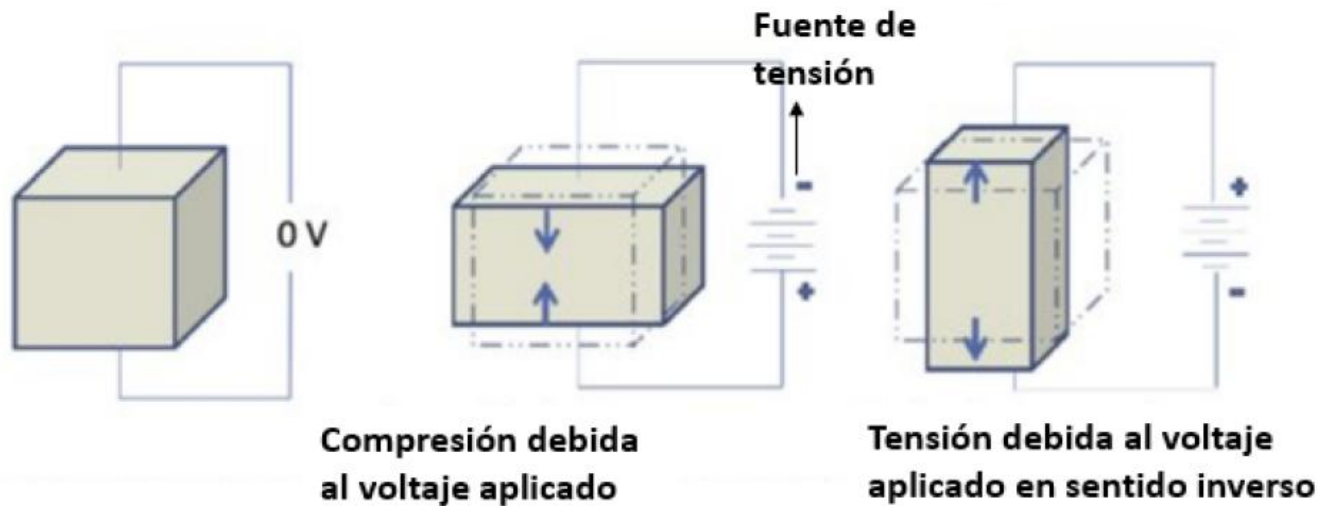 Fuente de
tensión
-
+
0 V
+
-
Compresión debida
al voltaje aplicado
Tensión debida al voltaje
aplicado en sentido inverso